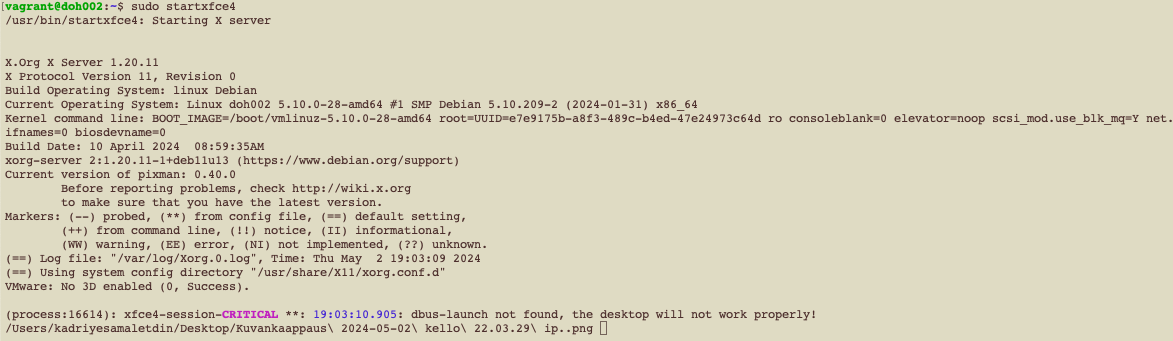 [vagrant@doh002:~$ sudo startxfce4
/usr/bin/startxfce4: Starting X server
X.Org X Server 1.20.11
X Protocol Version 11, Revision 0
Build Operating System: linux Debian
Current Operating System: Linux doh002 5.10.0-28-amd64 #1 SMP Debian 5.10.209-2 (2024-01-31) x86_64
Kernel command line: BOOT_IMAGE=/boot/vmlinuz-5.10.0-28-amd64 root=UUID=e7e9175b-a8f3-489c-b4ed-47e24973c64d ro consoleblank=0 elevator=noop scsi_mod.use_blk_mq=Y net.
ifnames=0 biosdevname=0
Build Date: 10 April 2024  08:59:35AM
xorg-server 2:1.20.11-1+deb11u13 (https://www.debian.org/support)
Current version of pixman: 0.40.0
        Before reporting problems, check http://wiki.x.org
        to make sure that you have the latest version.
Markers: (--) probed, (**) from config file, (==) default setting,
        (++) from command line, (!!) notice, (II) informational,
        (WW) warning, (EE) error, (NI) not implemented, (??) unknown.
(==) Log file: "/var/log/Xorg.0.log", Time: Thu May  2 19:03:09 2024
(==) Using system config directory "/usr/share/X11/xorg.conf.d"
VMware: No 3D enabled (0, Success).
(process:16614): xfce4-session-CRITICAL **: 19:03:10.905: dbus-launch not found, the desktop will not work properly!
/Users/kadriyesamaletdin/Desktop/Kuvankaappaus\ 2024-05-02\ kello\ 22.03.29\ ip..png